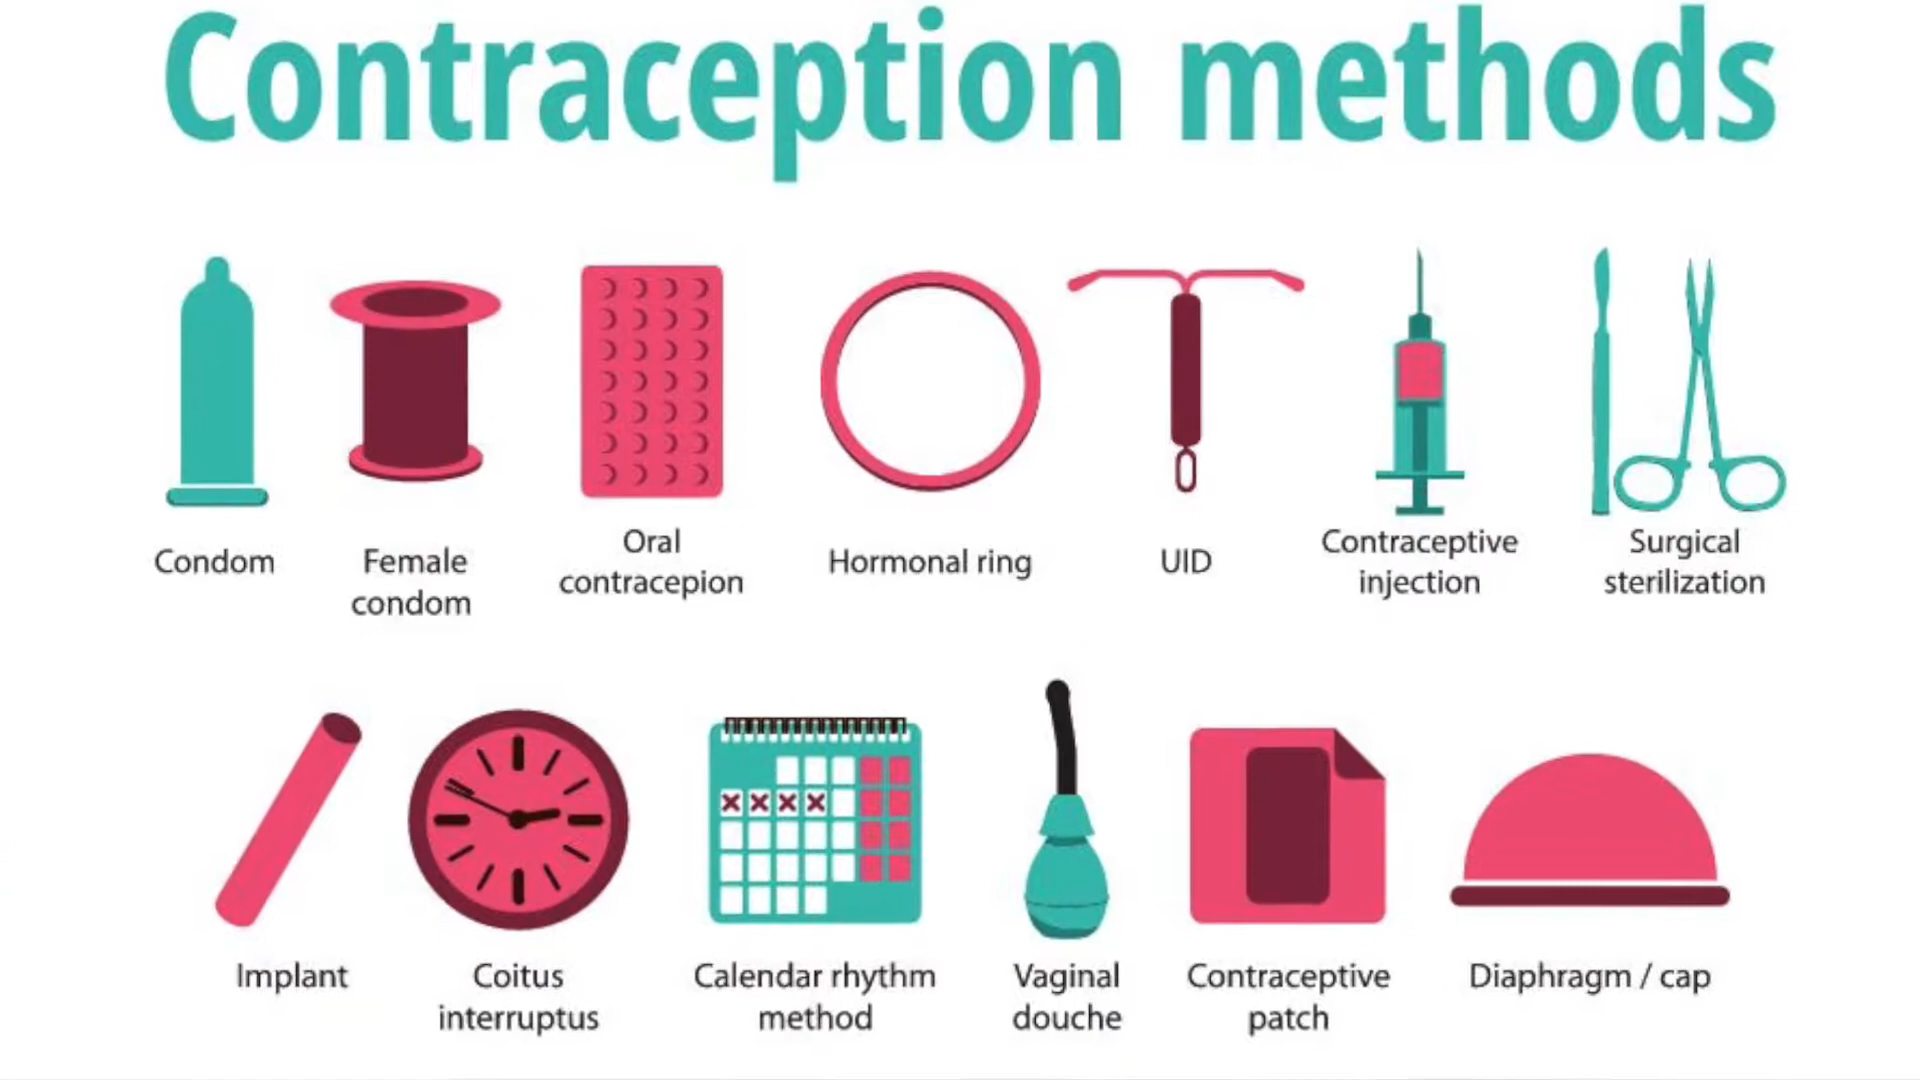 Contraception methods
Condom
Female
condom
Oral
contracepion
Hormonal ring
UID
Contraceptive
injection
Surgical
sterilization
Implant
Coitus
interruptus
Calendar rhythm
method
Vaginal
douche
Contraceptive
patch
Diaphragm / cap